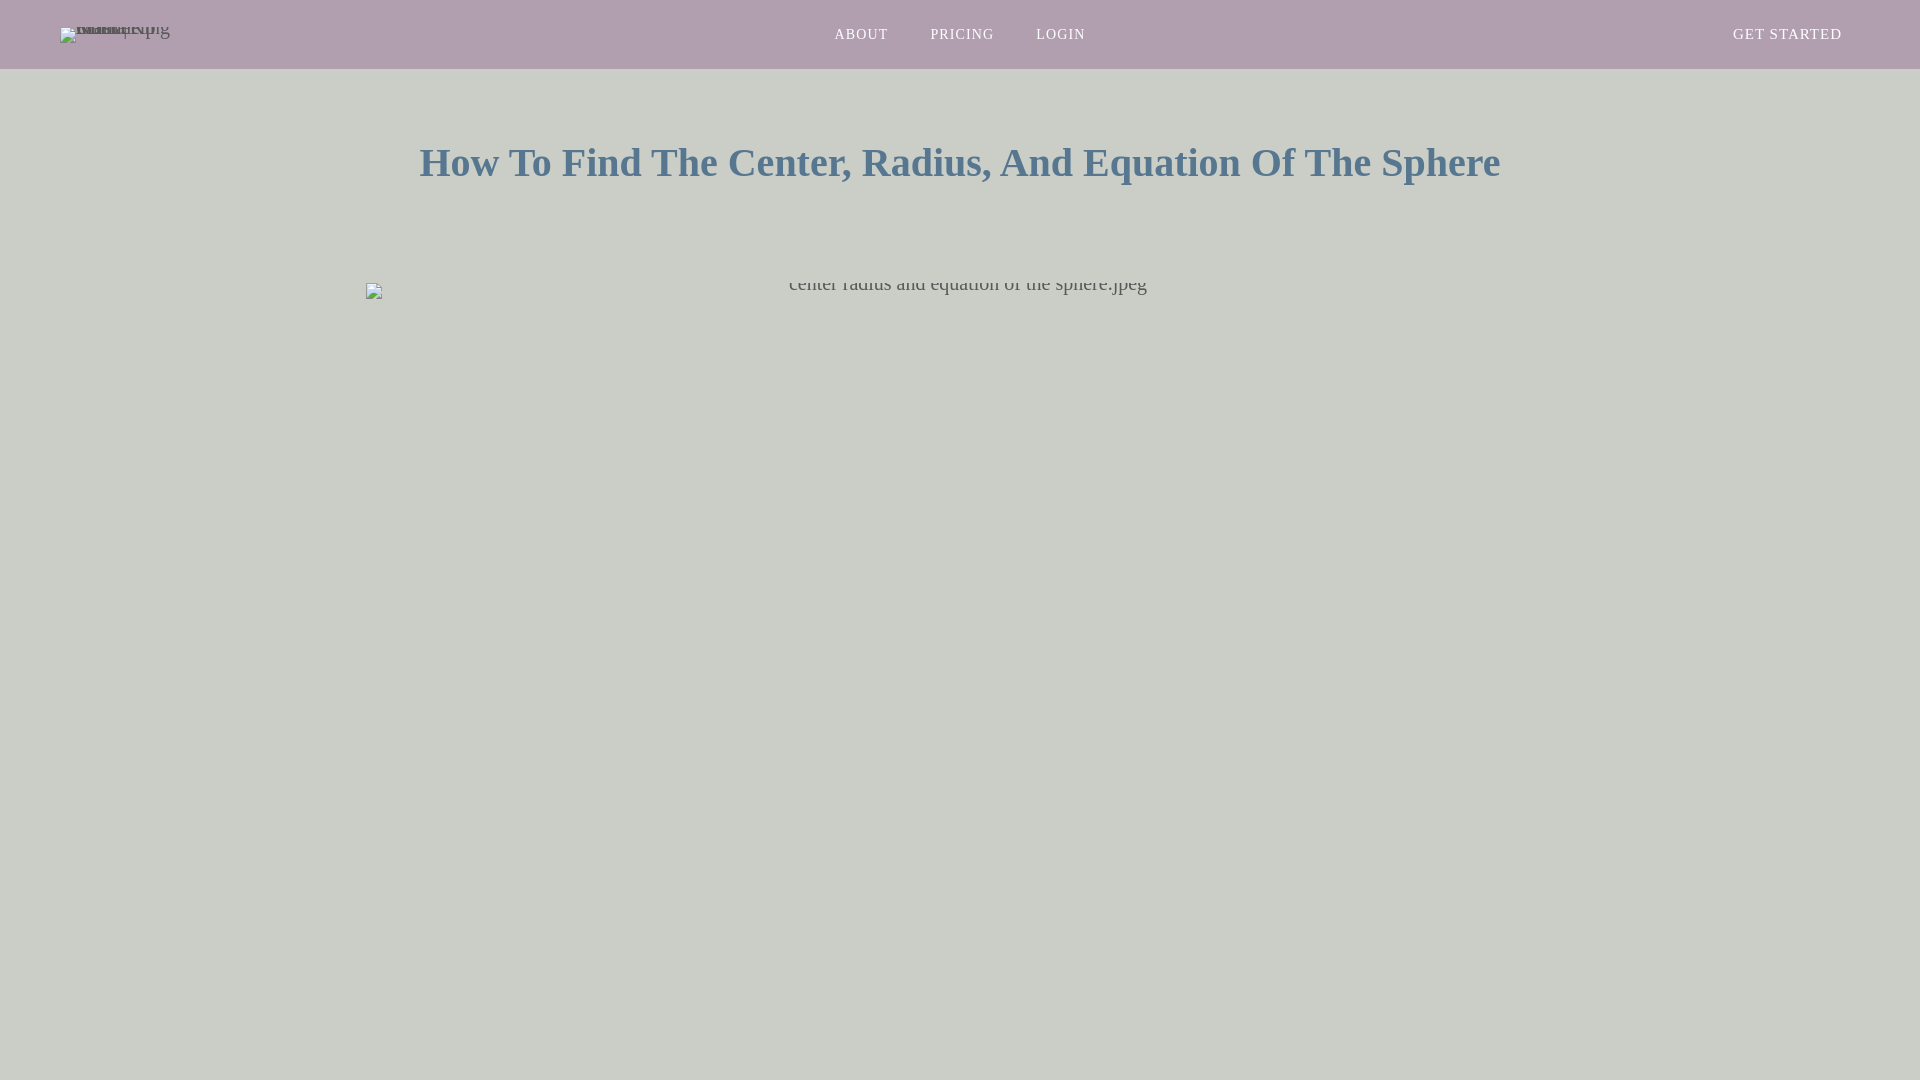 ABOUT
PRICING
LOGIN
GET STARTED
How To Find The Center, Radius, And Equation Of The Sphere
center radius and equation of the sphere.jpeg